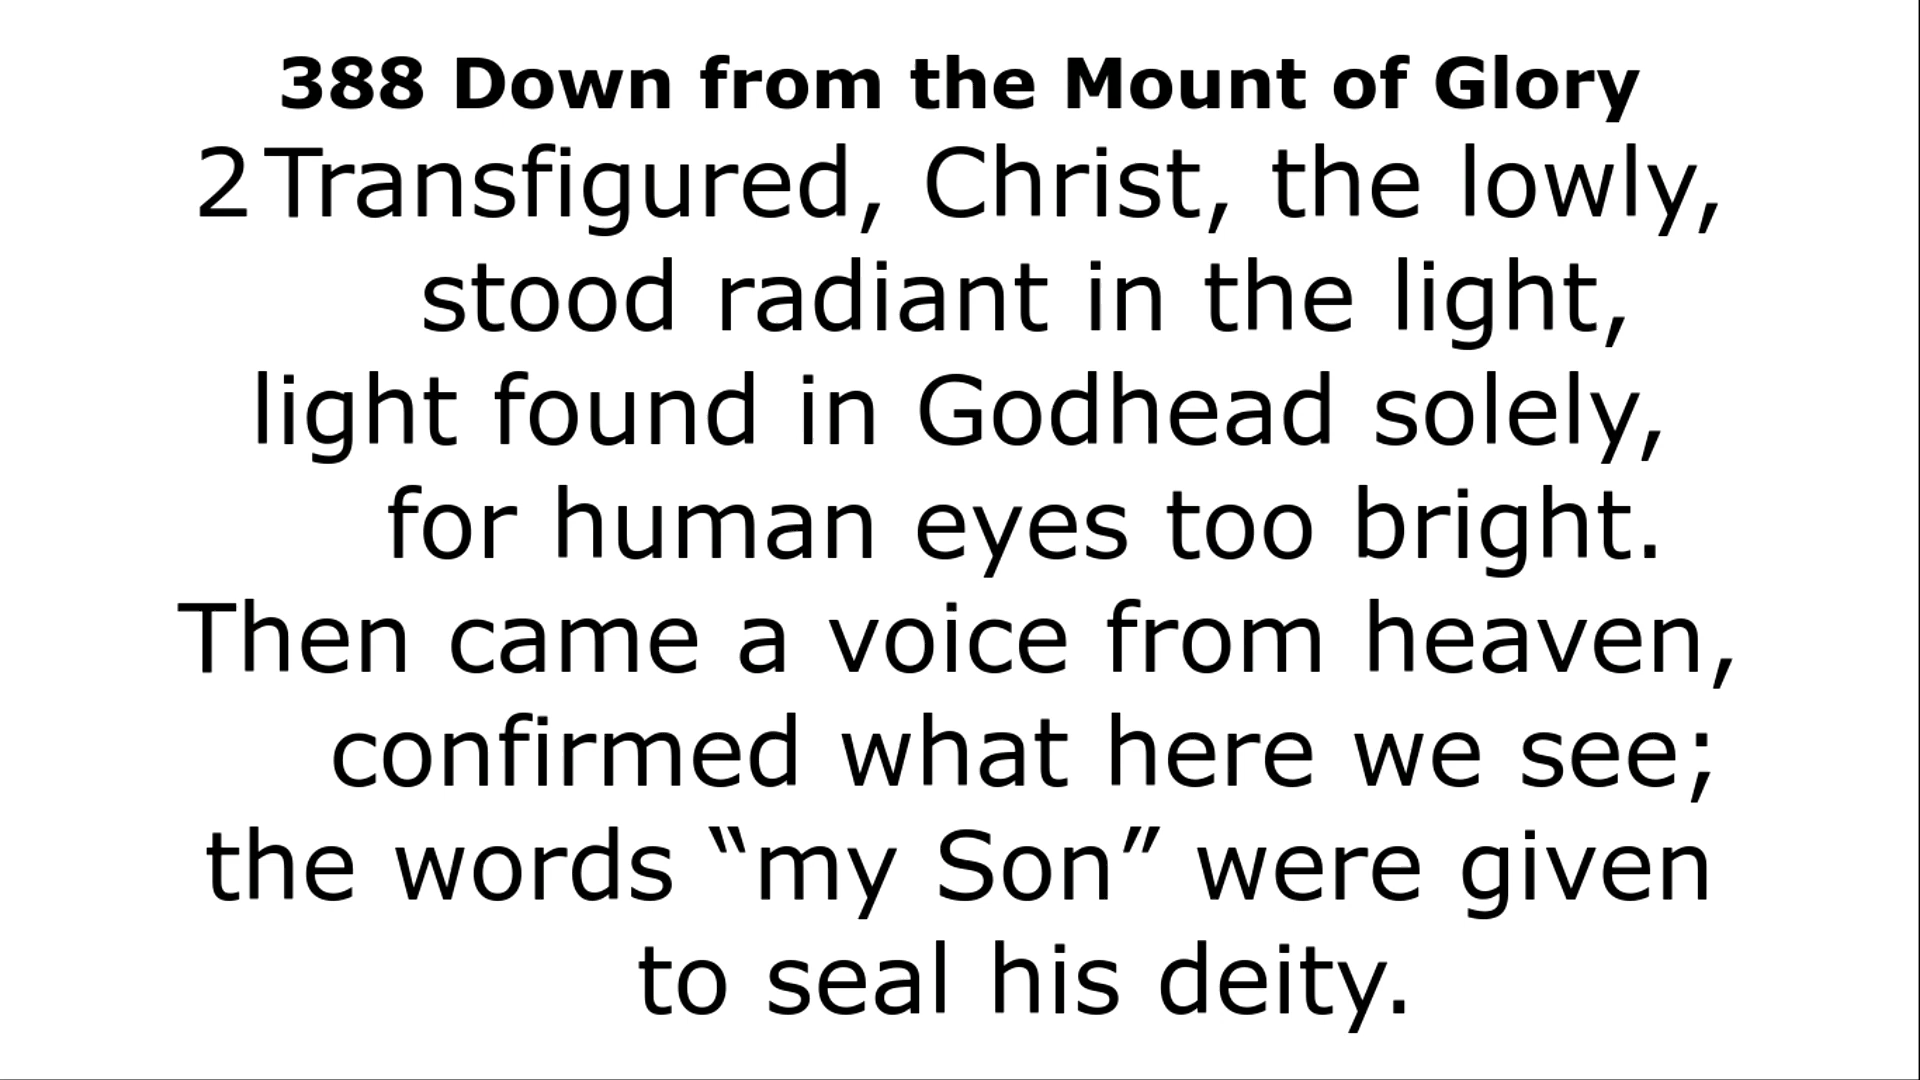 388 Down from the Mount of Glory
2 Transfigured, Christ, the lowly,
stood radiant in the light,
light found in Godhead solely,
for human eyes too bright.
Then came a voice from heaven,
confirmed what here we see;
the words “my Son” were given
to seal his deity.